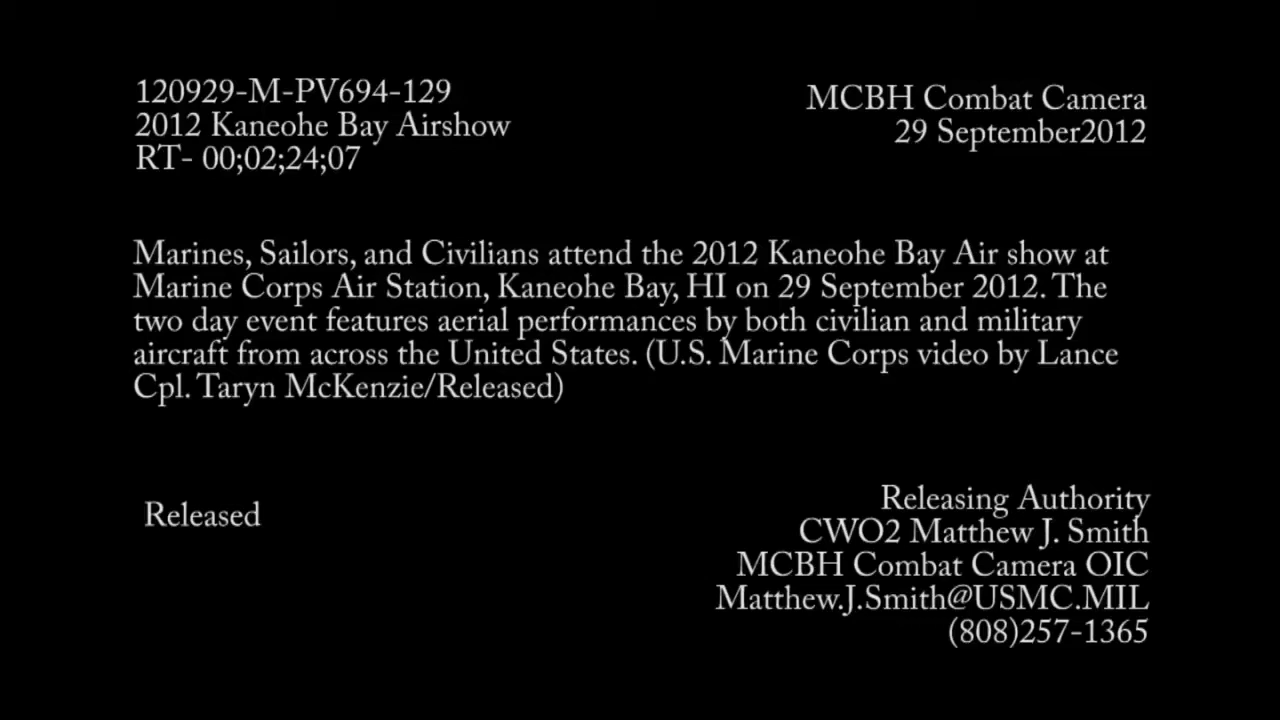 120929-M-PV694-129
2012 Kaneohe Bay Airshow
RT- 00;02;24;07
MCBH Combat Camera
29 September2012
Marines, Sailors, and Civilians attend the 2012 Kaneohe Bay Air show at
Marine Corps Air Station, Kaneohe Bay, HI on 29 September 2012. The
two day event features aerial performances by both civilian and military
aircraft from across the United States. (U.S. Marine Corps video by Lance
Cpl. Taryn McKenzie/Released)
Released
Releasing Authority
CWO2 Matthew J. Smith
MCBH Combat Camera OIC
Matthew.J.Smith@USMC.MIL
(808)257-1365